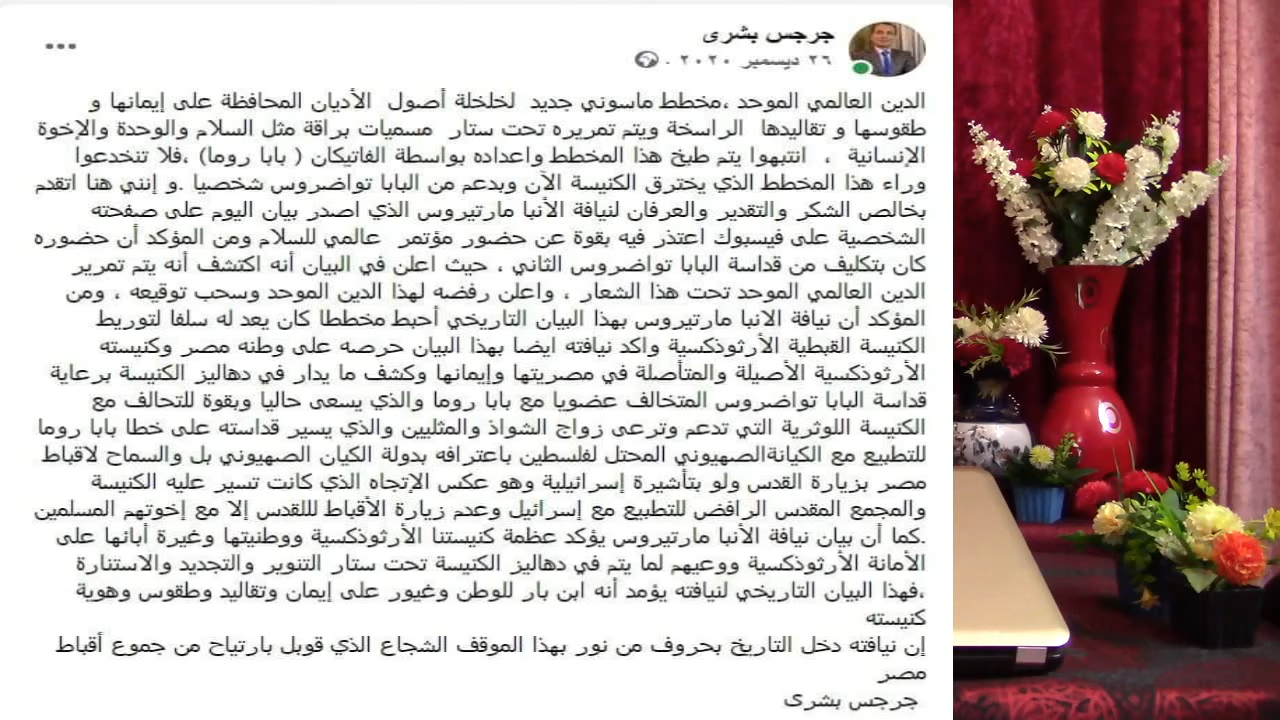 جرجس بشرى
٢٦ ديسمبر ٢٠٢٠ ·
الدين العالمي الموحد ،مخطط ماسوني جديد لخلخلة أصول الأديان المحافظة على إيمانها و
طقوسها و تقاليدها الراسخة ويتم تمريره تحت ستار مسميات براقة مثل السلام والوحدة والإخوة
الإنسانية ، انتبهوا يتم طبخ هذا المخطط واعداده بواسطة الفاتيكان ( بابا روما) ،فلا تنخدعوا
وراء هذا المخطط الذي يخترق الكنيسة الآن وبدعم من البابا تواضروس شخصيا .و إنني هنا اتقدم
بخالص الشكر والتقدير والعرفان لنيافة الأنبا مارتيروس الذي اصدر بيان اليوم على صفحته
الشخصية على فيسبوك اعتذر فيه بقوة عن حضور مؤتمر عالمي للسلام ومن المؤكد أن حضوره
كان بتكليف من قداسة البابا تواضروس الثاني ، حيث اعلن في البيان أنه اكتشف أنه يتم تمرير
الدين العالمي الموحد تحت هذا الشعار ، واعلن رفضه لهذا الدين الموحد وسحب توقيعه ، ومن
المؤكد أن نيافة الانبا مارتيروس بهذا البيان التاريخي أحبط مخططا كان يعد له سلفا لتوريط
الكنيسة القبطية الأرثوذكسية واكد نيافته ايضا بهذا البيان حرصه على وطنه مصر وكنيسته
الأرثوذكسية الأصيلة والمتأصلة في مصريتها وإيمانها وكشف ما يدار في دهاليز الكنيسة برعاية
قداسة البابا تواضروس المتخالف عضويا مع بابا روما والذي يسعى حاليا وبقوة للتحالف مع
الكنيسة اللوثرية التي تدعم وترعى زواج الشواذ والمثليين والذي يسير قداسته على خطا بابا روما
للتطبيع مع الكيانةالصهيوني المحتل لفلسطين باعترافه بدولة الكيان الصهيوني بل والسماح لاقباط
مصر بزيارة القدس ولو بتأشيرة إسرائيلية وهو عكس الإتجاه الذي كانت تسير عليه الكنيسة
والمجمع المقدس الرافض للتطبيع مع إسرائيل وعدم زيارة الأقباط لللقدس إلا مع إخوتهم المسلمين
.كما أن بيان نيافة الأنبا مارتيروس يؤكد عظمة كنيستنا الأرثوذكسية ووطنيتها وغيرة أبائها على
الأمانة الأرثوذكسية ووعيهم لما يتم في دهاليز الكنيسة تحت ستار التنوير والتجديد والاستنارة
،فهذا البيان التاريخي لنيافته يؤمد أنه ابن بار للوطن وغيور على إيمان وتقاليد وطقوس وهوية
كنيسته
إن نيافته دخل التاريخ بحروف من نور بهذا الموقف الشجاع الذي قوبل بارتياح من جموع أقباط
مصر
جرجس بشرى